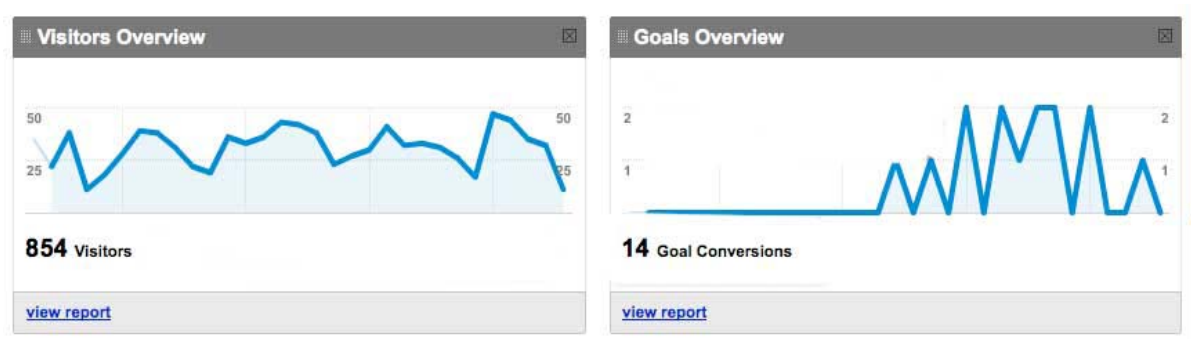 Visitors Overview
50 50
25 25
854 Visitors
view report
Goals Overview
2 2
1 1
14 Goal Conversions
view report